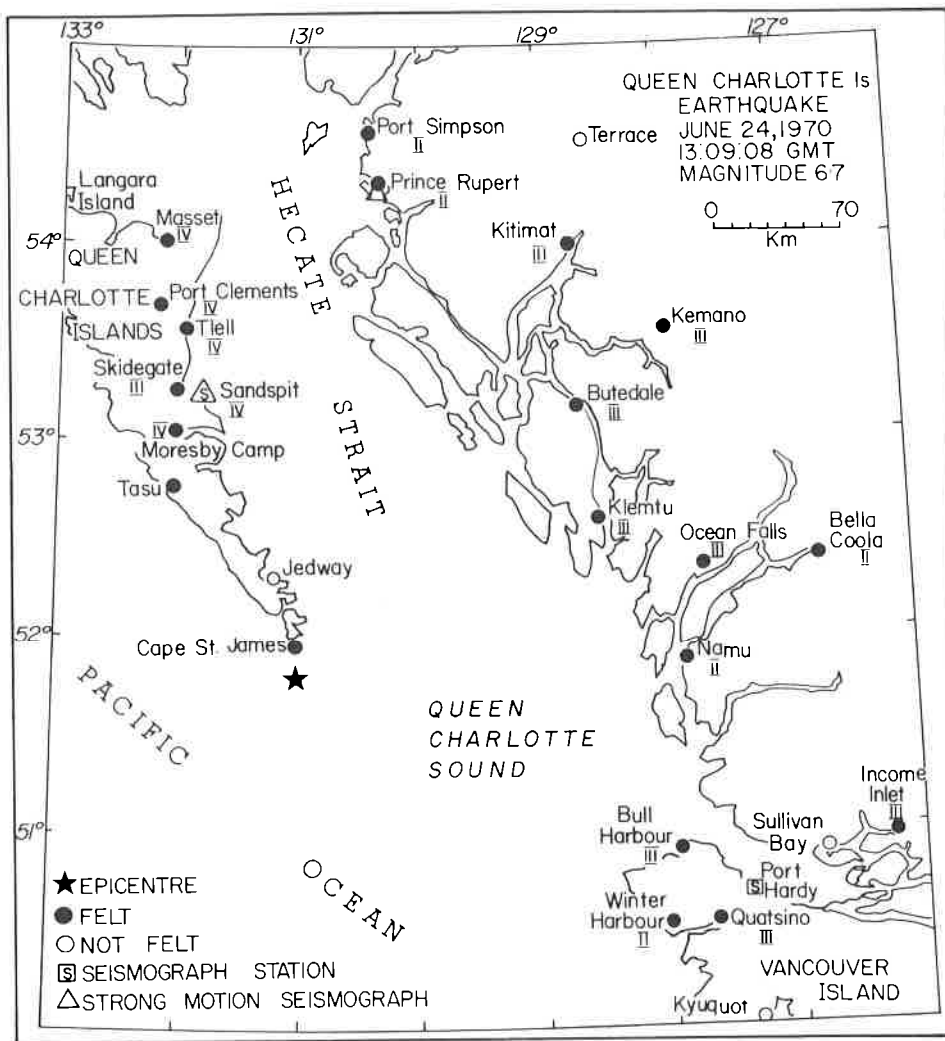 133° 131° 129° 127°
QUEEN CHARLOTTE Is
EARTHQUAKE
JUNE 24,1970
13:09:08 GMT
MAGNITUDE 6·7
0 70
Km
Port Simpson
II
Terrace
Prince Rupert
II
Langara
Island
Masset
IV
54°
QUEEN
CHARLOTTE
ISLANDS
Port Clements
IV
Tlell
IV
Skidegate
III
S
Sandspit
IV
53°
IV
Moresby Camp
Tasu
Jedway
52°
Cape St. James
HECATE
STRAIT
Kitimat
III
Kemano
III
Butedale
III
Klemtu
III
Ocean Falls
III
Bella
Coola
II
Namu
II
PACIFIC
OCEAN
QUEEN
CHARLOTTE
SOUND
51°
Income
Inlet
III
Sullivan
Bay
Bull
Harbour
III
Port
Hardy
S
Winter
Harbour
II
Quatsino
III
VANCOUVER
ISLAND
Kyuquot
EPICENTRE
FELT
NOT FELT
S SEISMOGRAPH STATION
STRONG MOTION SEISMOGRAPH